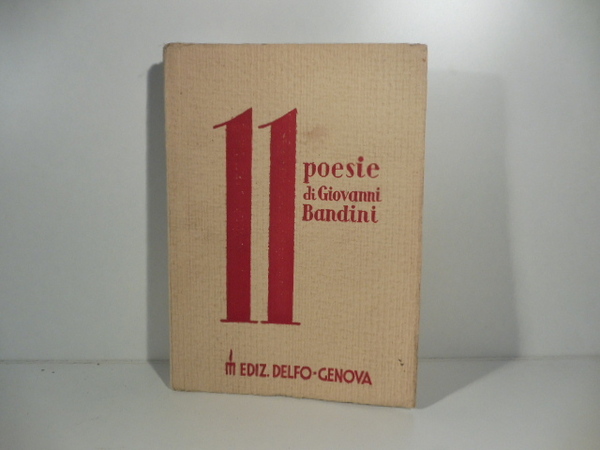 11
poesie
di Giovanni
Bandini
EDIZ. DELFO-GENOVA